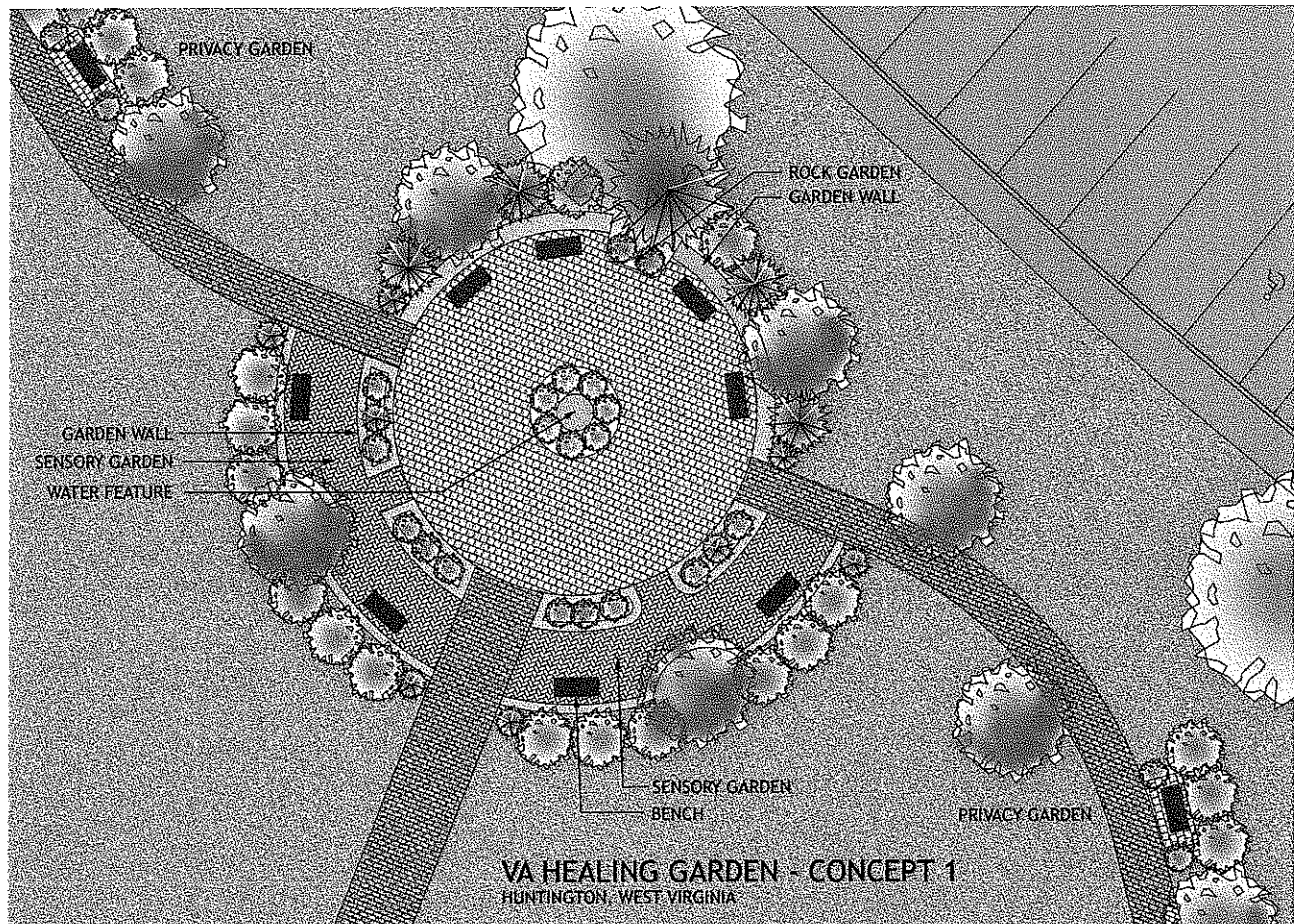 PRIVACY GARDEN
ROCK GARDEN
GARDEN WALL
GARDEN WALL
SENSORY GARDEN
WATER FEATURE
SENSORY GARDEN
BENCH
PRIVACY GARDEN
VA HEALING GARDEN - CONCEPT 1
HUNTINGTON, WEST VIRGINIA